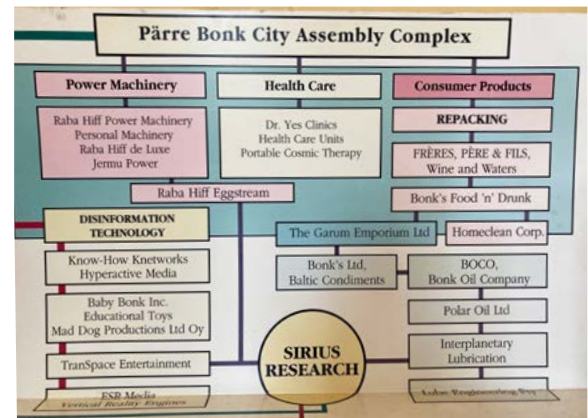 Pärre Bonk City Assembly Complex
Power Machinery
Raba Hiff Power Machinery
Personal Machinery
Raba Hiff de Luxe
Jermu Power
Health Care
Dr. Yes Clinics
Health Care Units
Portable Cosmic Therapy
Consumer Products
REPACKING
FRÈRES, PÈRE & FILS,
Wine and Waters
Raba Hiff Eggstream
Bonk's Food 'n' Drunk
DISINFORMATION
TECHNOLOGY
The Garum Emporium Ltd
Homeclean Corp.
Know-How Knetworks
Hyperactive Media
Bonk's Ltd,
Baltic Condiments
BOCO,
Bonk Oil Company
Baby Bonk Inc.
Educational Toys
Mad Dog Productions Ltd Oy
Polar Oil Ltd
TranSpace Entertainment
SIRIUS
RESEARCH
Interplanetary
Lubrication
ESR Media
Vertical Reality Engines
Lube Engineering